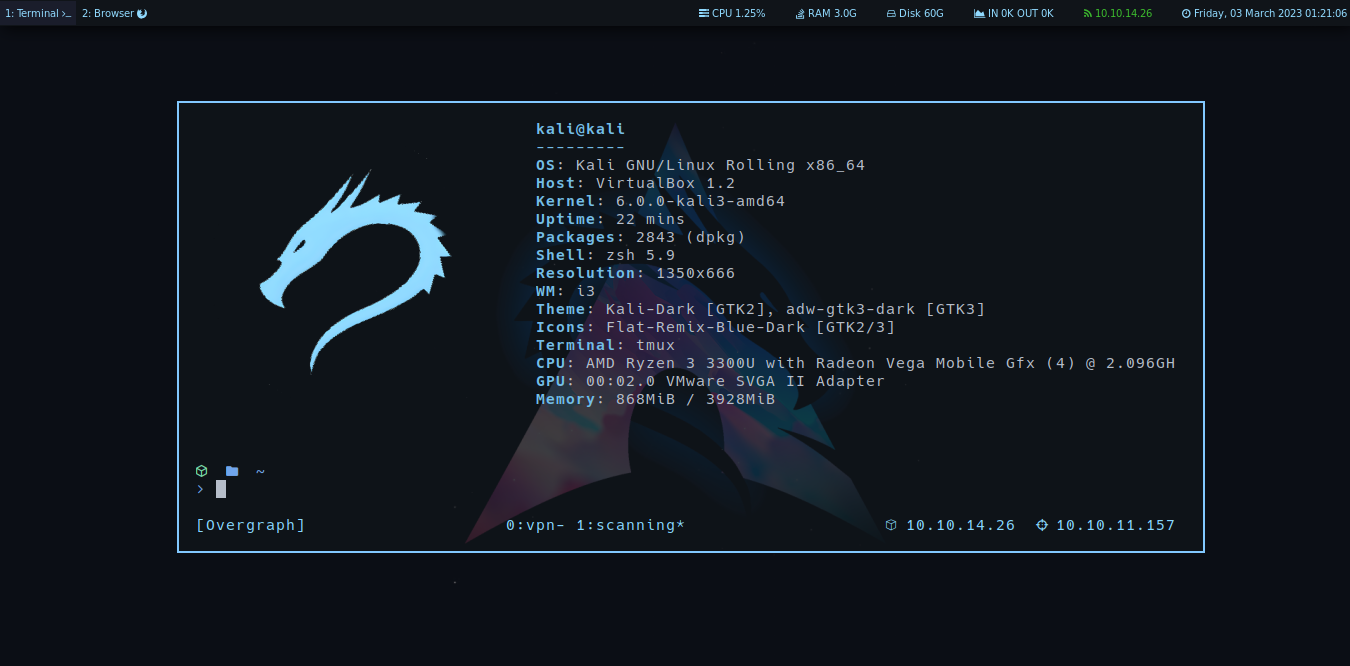 1: Terminal 2: Browser CPU 1.25% RAM 3.0G Disk 60G IN 0K OUT 0K 10.10.14.26 Friday, 03 March 2023 01:21:06
kali@kali
---------
OS: Kali GNU/Linux Rolling x86_64
Host: VirtualBox 1.2
Kernel: 6.0.0-kali3-amd64
Uptime: 22 mins
Packages: 2843 (dpkg)
Shell: zsh 5.9
Resolution: 1350x666
WM: i3
Theme: Kali-Dark [GTK2], adw-gtk3-dark [GTK3]
Icons: Flat-Remix-Blue-Dark [GTK2/3]
Terminal: tmux
CPU: AMD Ryzen 3 3300U with Radeon Vega Mobile Gfx (4) @ 2.096GH
GPU: 00:02.0 VMware SVGA II Adapter
Memory: 868MiB / 3928MiB
~
>
[Overgraph] 0:vpn- 1:scanning* 10.10.14.26 10.10.11.157